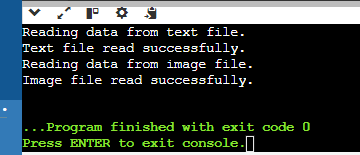 Reading data from text file.
Text file read successfully.
Reading data from image file.
Image file read successfully.
...Program finished with exit code 0
Press ENTER to exit console.